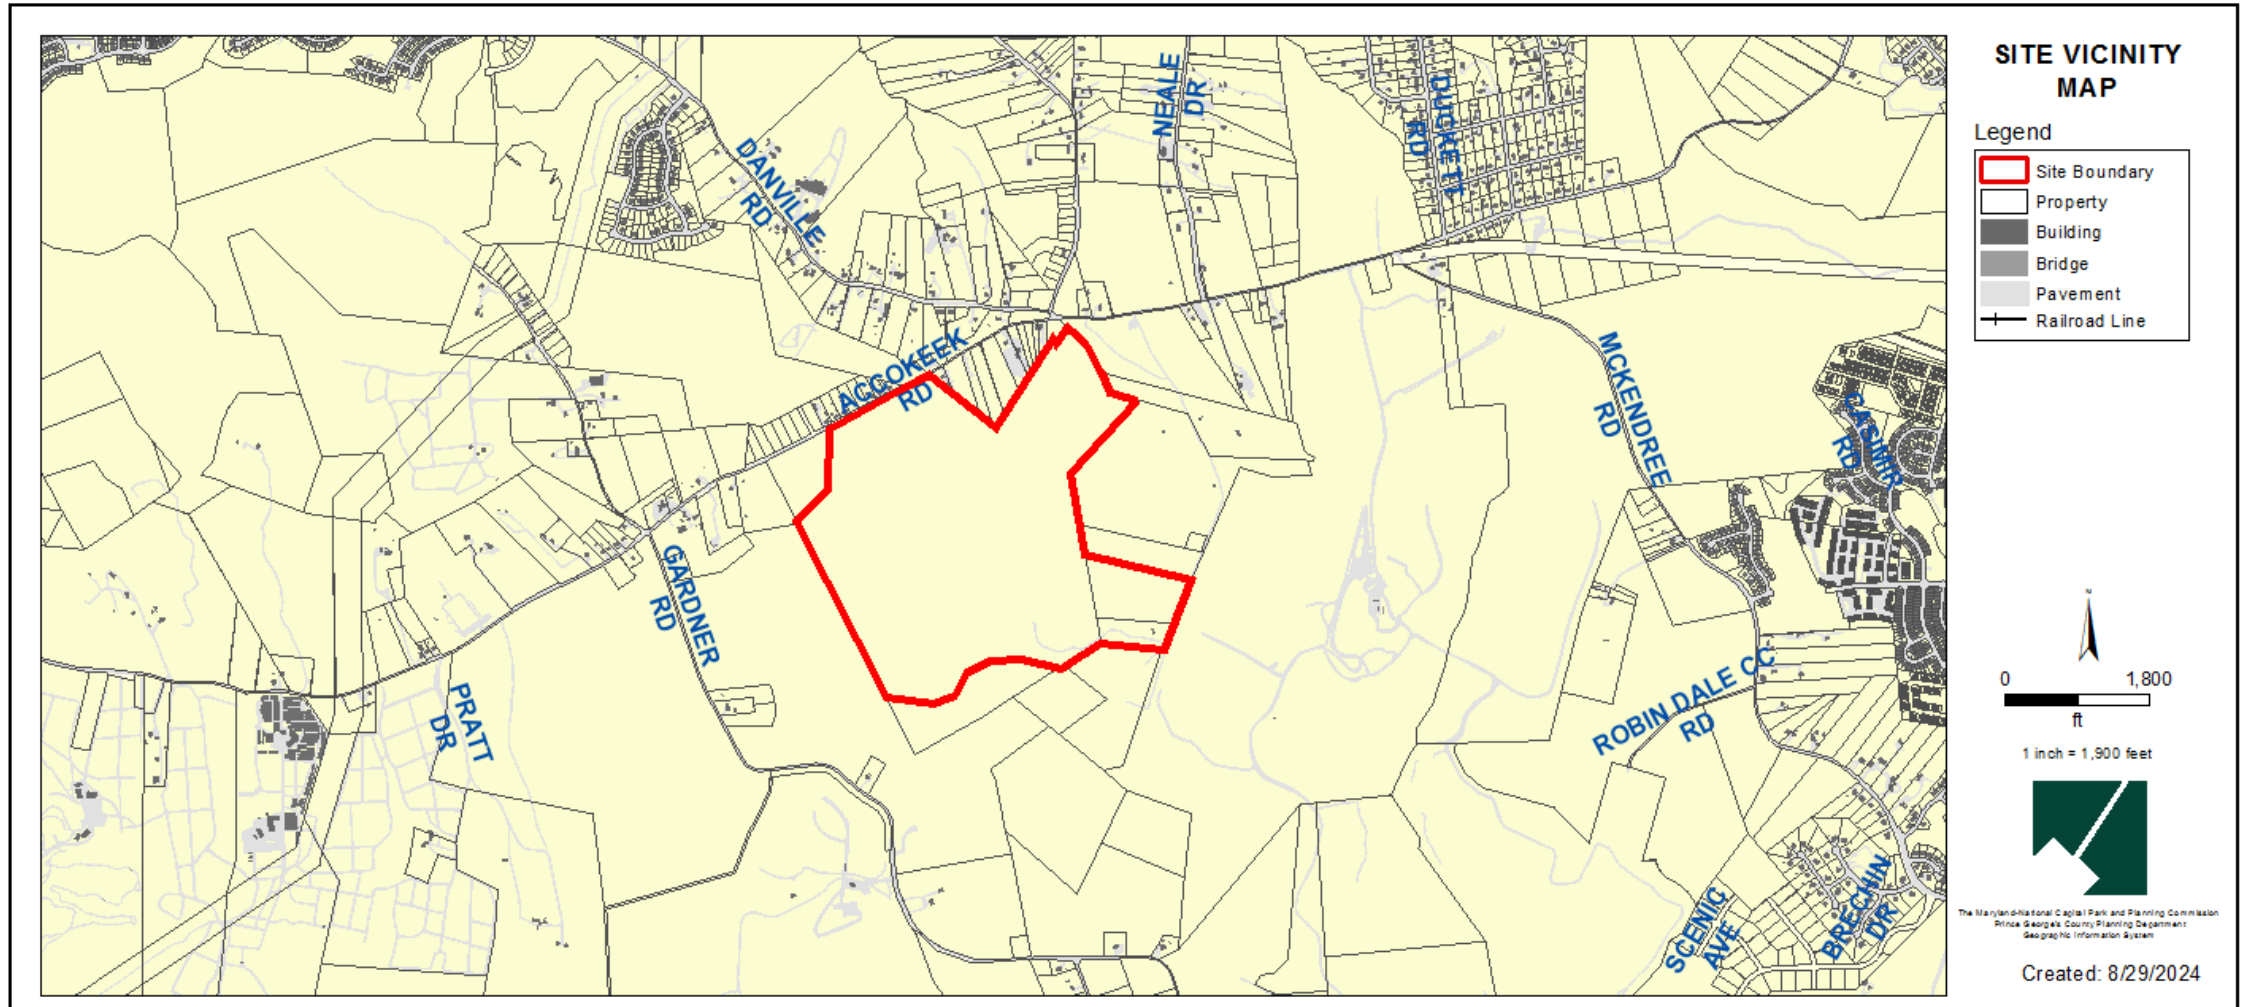 SITE VICINITY
MAP
Legend
Site Boundary
Property
Building
Bridge
Pavement
Railroad Line
NEALE
DR
DUCKETT
RD
DANVILLE
RD
ACCOKEEK
RD
MCKENDREE
RD
CASIMIR
RD
GARDNER
RD
PRATT
DR
ROBIN DALE CC
RD
SCENIC
AVE
BRECHIN
DR
N
0 1,800
ft
1 inch = 1,900 feet
The Maryland-National Capital Park and Planning Commission
Prince George's County Planning Department
Geographic Information System
Created: 8/29/2024